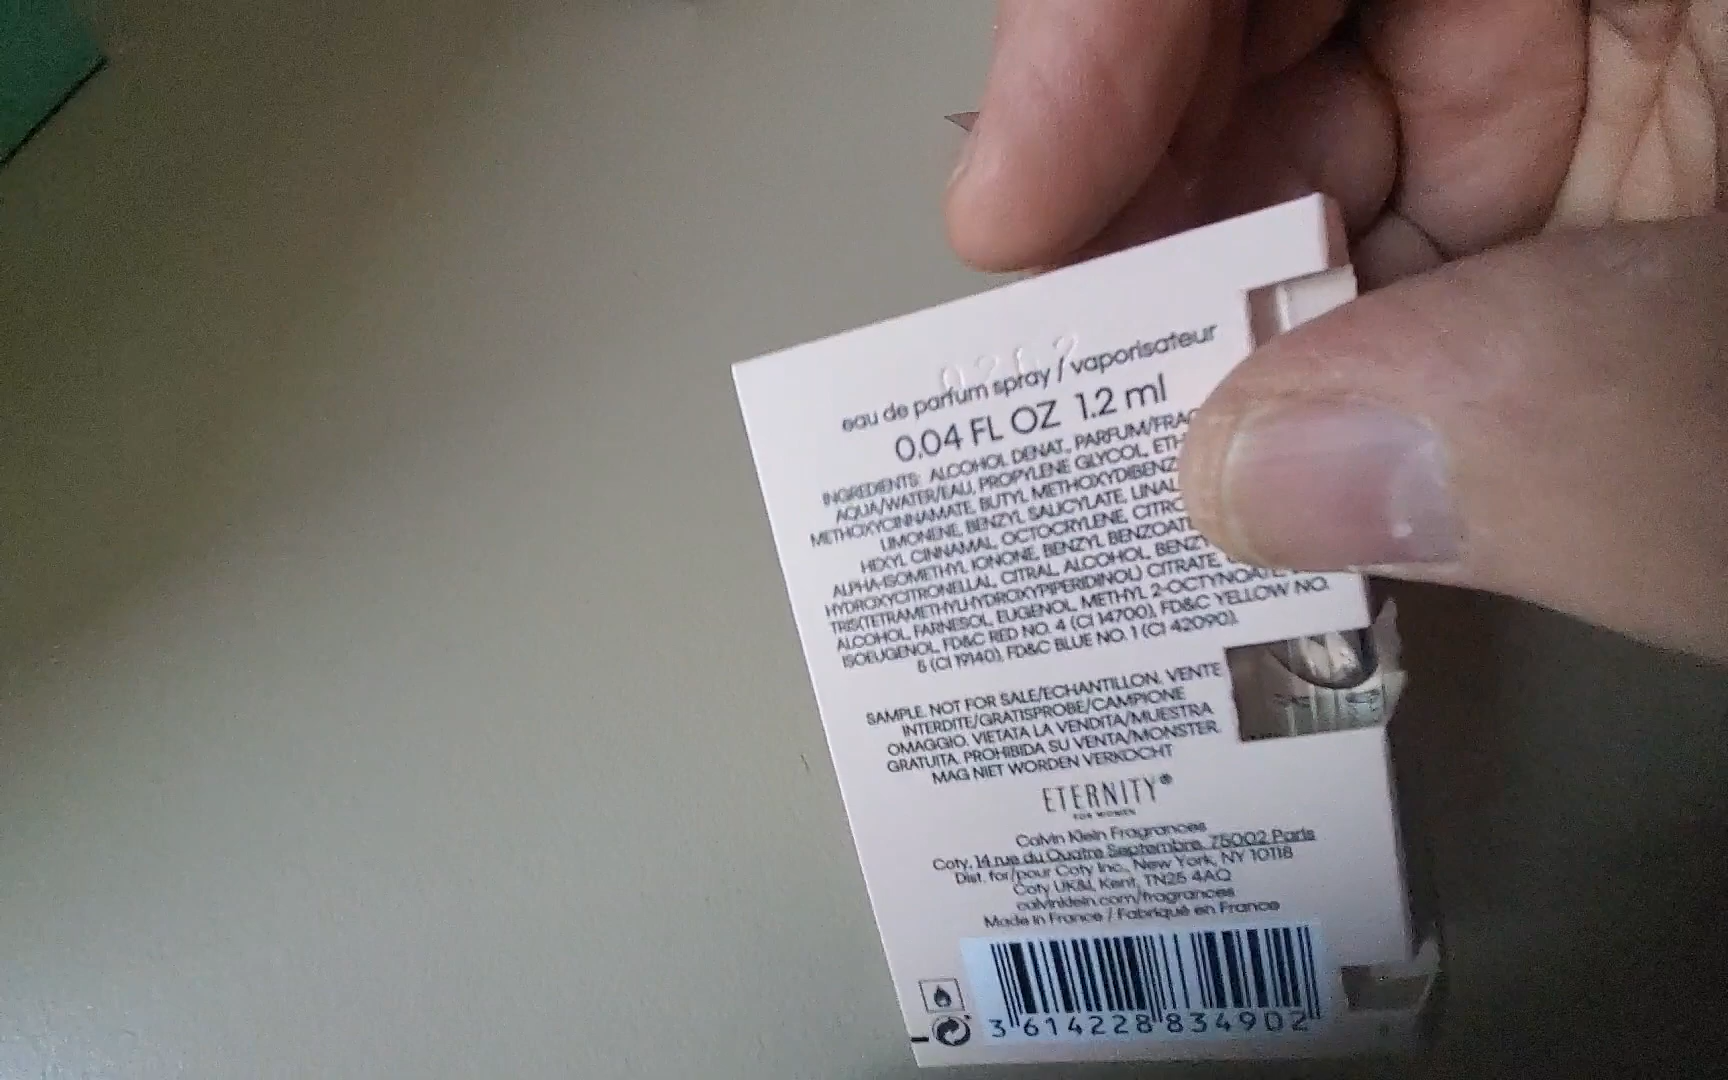 eau de parfum spray / vaporisateur
0.04 FL OZ 1.2 ml
INGREDIENTS: ALCOHOL DENAT., PARFUM/FRAG
AQUA/WATER/EAU, PROPYLENE GLYCOL, ETH
METHOXYCINNAMATE, BUTYL METHOXYDIBENZ
LIMONENE, BENZYL SALICYLATE, LINAL
HEXYL CINNAMAL, OCTOCRYLENE, CITRO
ALPHA-ISOMETHYL IONONE, BENZYL BENZOAT
HYDROXYCITRONELLAL, CITRAL, ALCOHOL, BENZY
TRIS(TETRAMETHYLHYDROXYPIPERIDINOL) CITRATE,
ALCOHOL, FARNESOL, EUGENOL, METHYL 2-OCTYNOATE,
ISOEUGENOL, FD&C RED NO. 4 (CI 14700), FD&C YELLOW NO.
5 (CI 19140), FD&C BLUE NO. 1 (CI 42090).
SAMPLE, NOT FOR SALE/ECHANTILLON, VENTE
INTERDITE/GRATISPROBE/CAMPIONE
OMAGGIO, VIETATA LA VENDITA/MUESTRA
GRATUITA, PROHIBIDA SU VENTA/MONSTER,
MAG NIET WORDEN VERKOCHT
ETERNITY®
FOR WOMEN
Calvin Klein Fragrances
Coty, 14 rue du Quatre Septembre, 75002 Paris
Dist. for/pour Coty Inc., New York, NY 10118
Coty UK&I, Kent, TN25 4AQ
calvinklein.com/fragrances
Made in France / Fabriqué en France
3 614228 834902